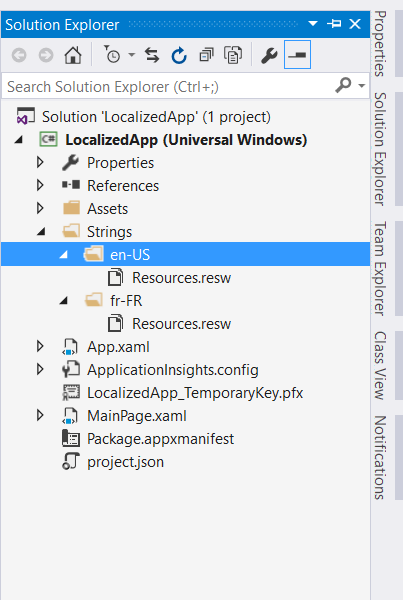 Solution Explorer
Search Solution Explorer (Ctrl+;)
Solution 'LocalizedApp' (1 project)
C# LocalizedApp (Universal Windows)
Properties
References
Assets
Strings
en-US
Resources.resw
fr-FR
Resources.resw
App.xaml
ApplicationInsights.config
LocalizedApp_TemporaryKey.pfx
MainPage.xaml
Package.appxmanifest
project.json
Properties
Solution Explorer
Team Explorer
Class View
Notifications